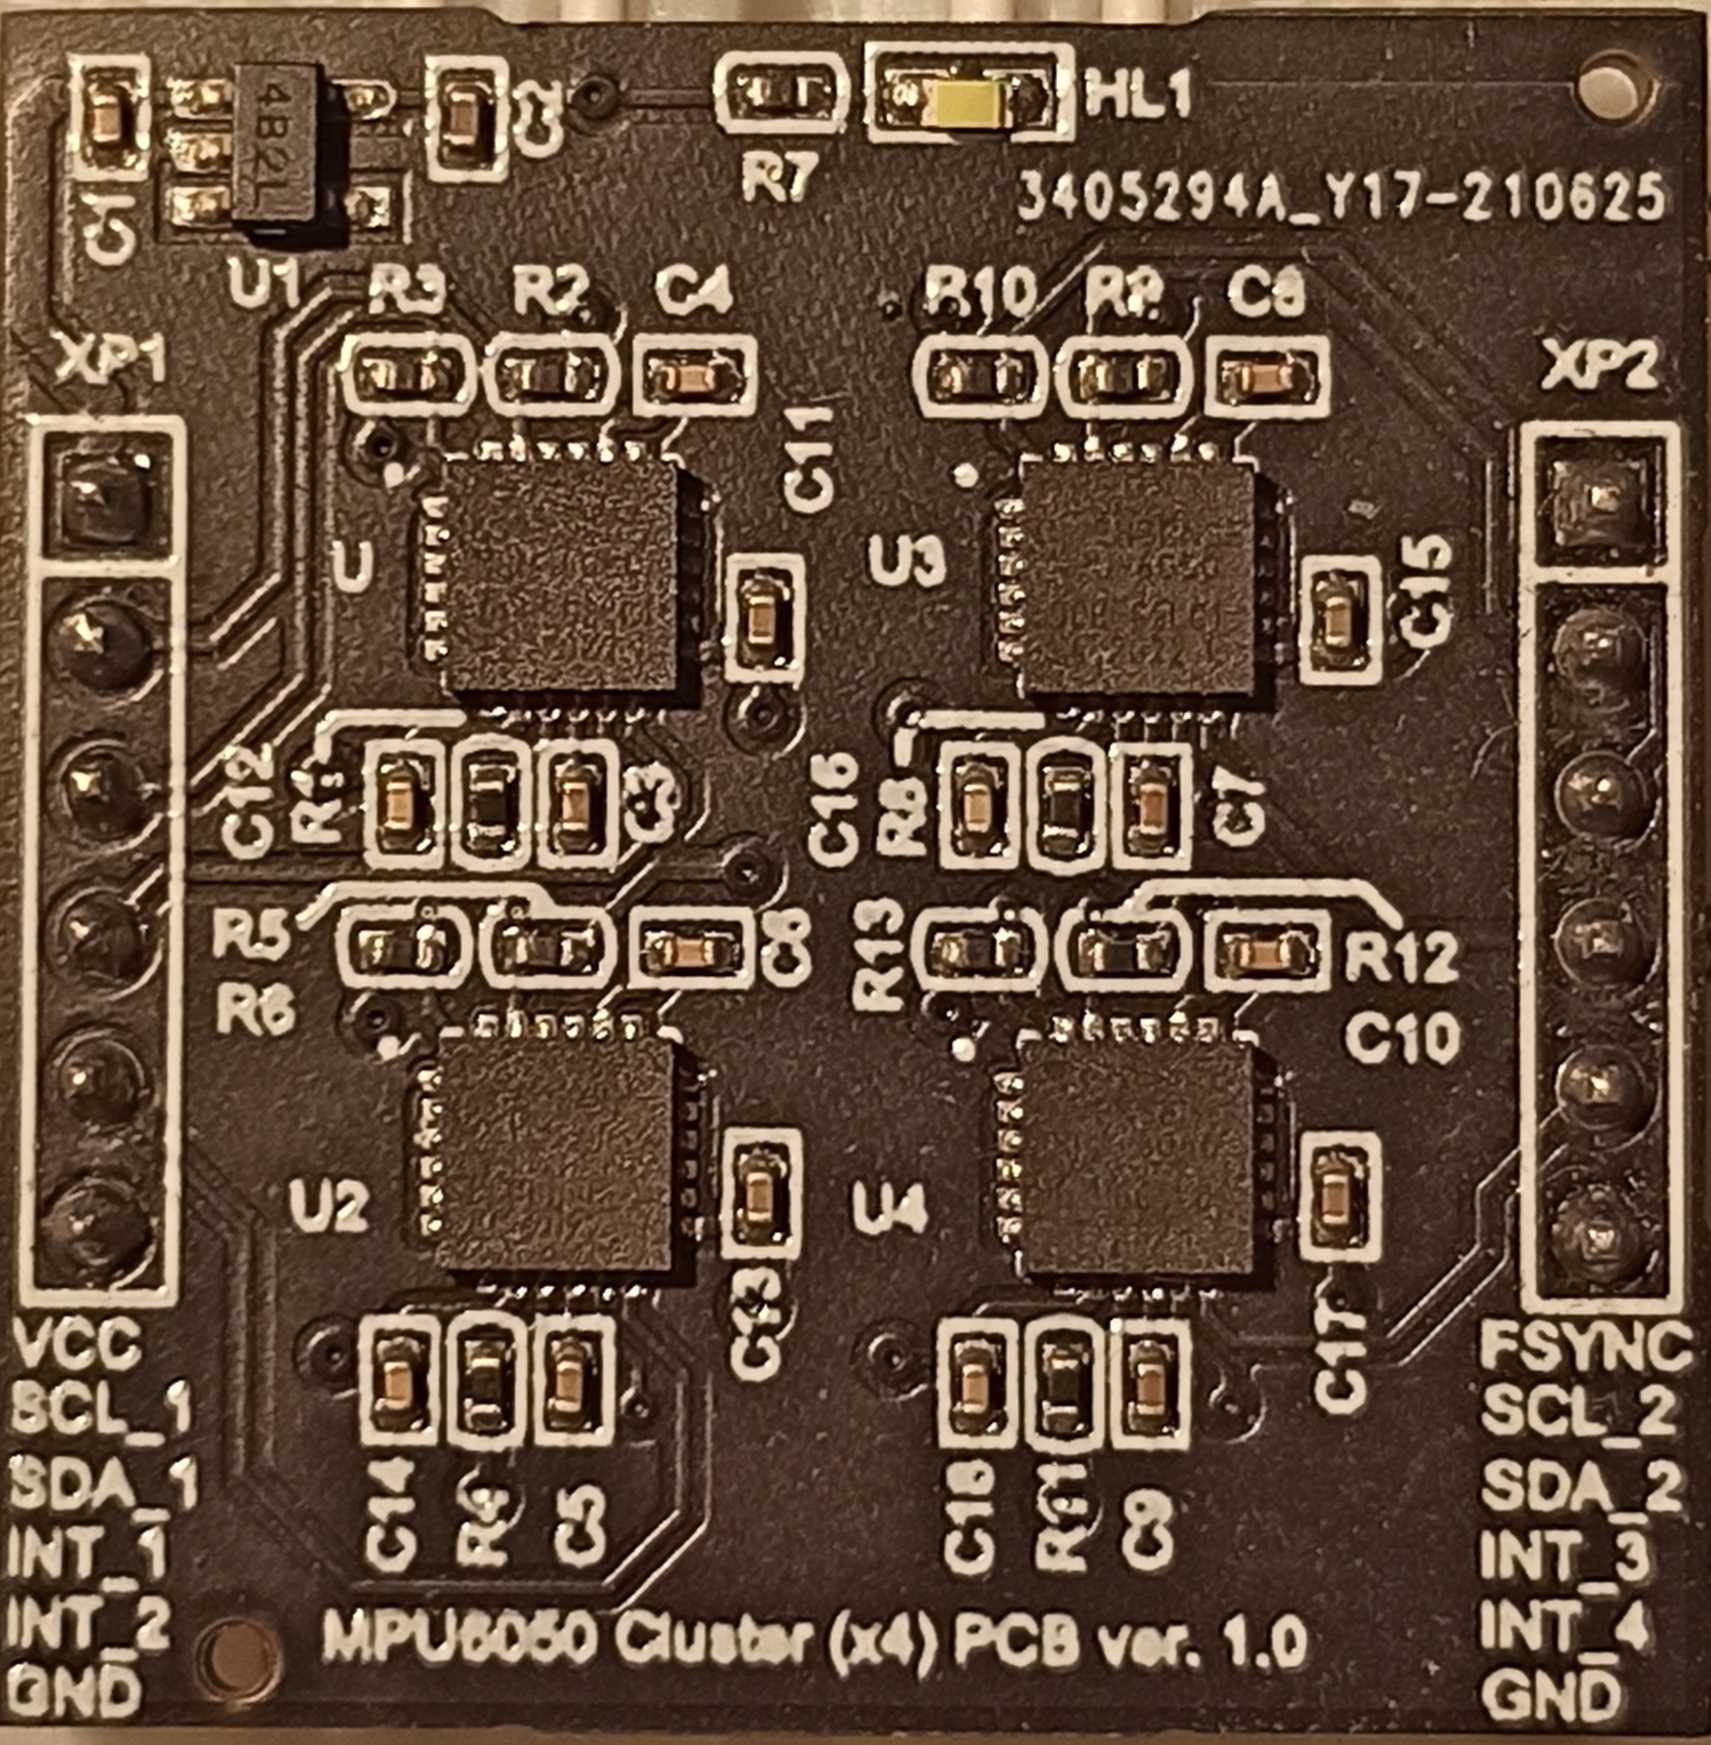 C1
4B2L
C2
R7
HL1
3405294A_Y17-210625
U1
R3
R2
C4
R10
R9
C8
XP1
XP2
C11
U
U3
C15
C12
R1
C3
C16
R8
C7
R5
C6
R13
R12
R6
C10
U2
U4
C13
C17
VCC
SCL_1
SDA_1
INT_1
INT_2
GND
FSYNC
SCL_2
SDA_2
INT_3
INT_4
GND
C14
R4
C5
C18
R11
C9
MPU6050 Cluster (x4) PCB ver. 1.0